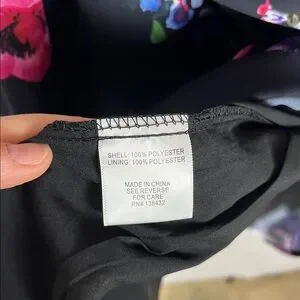 SHELL: 100% POLYESTER
LINING: 100% POLYESTER
MADE IN CHINA
SEE REVERSE
FOR CARE
RN# 138432